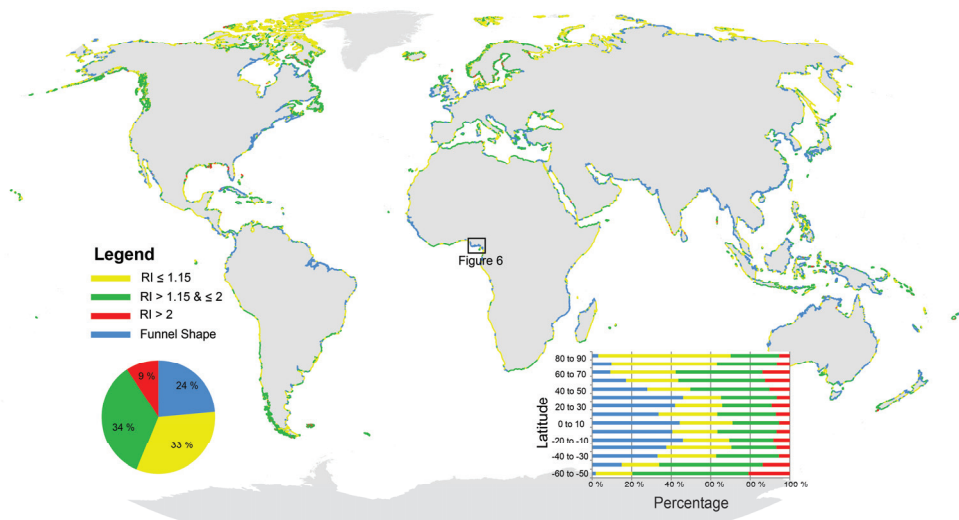 Figure 6
Legend
RI ≤ 1.15
RI > 1.15 & ≤ 2
RI > 2
Funnel Shape
9 %
24 %
34 %
33 %
Latitude
80 to 90
60 to 70
40 to 50
20 to 30
0 to 10
-20 to -10
-40 to -30
-60 to -50
0 % 20 % 40 % 60 % 80 % 100 %
Percentage